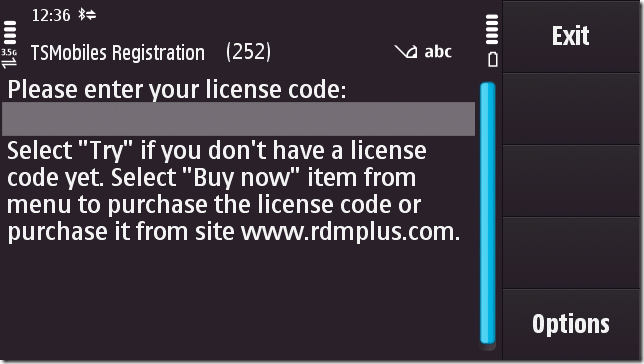 12:36
3.5G
TSMobiles Registration (252) abc
Please enter your license code:
Select "Try" if you don't have a license
code yet. Select "Buy now" item from
menu to purchase the license code or
purchase it from site www.rdmplus.com.
Exit
Options